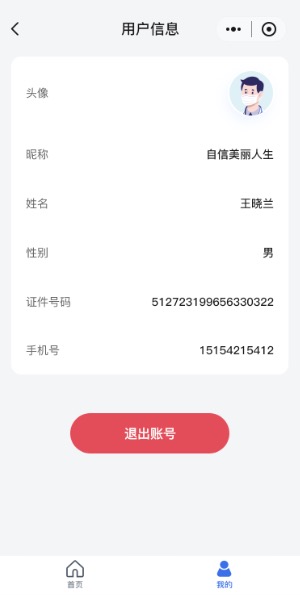 用户信息
头像
昵称 自信美丽人生
姓名 王晓兰
性别 男
证件号码 512723199656330322
手机号 15154215412
退出账号
首页 我的